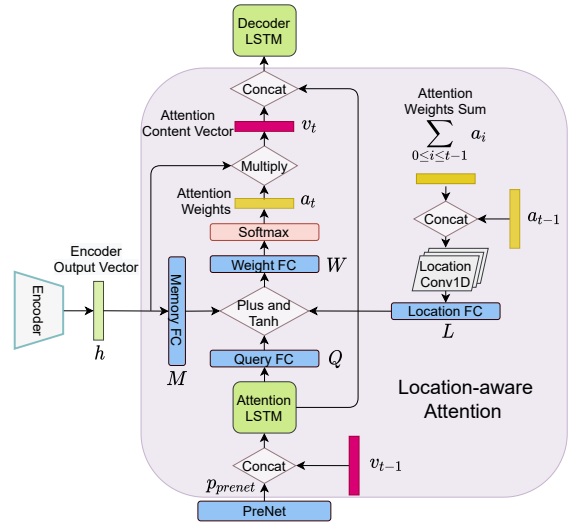 Decoder
LSTM
Concat
Attention
Content Vector
v_t
Attention
Weights Sum
∑ a_i
0≤i≤t−1
Multiply
Attention
Weights
a_t
Concat
a_{t−1}
Softmax
Weight FC
W
Location
Conv1D
Encoder
Encoder
Output Vector
h
Memory FC
M
Plus and
Tanh
Location FC
L
Query FC
Q
Attention
LSTM
Location-aware
Attention
Concat
v_{t−1}
p_{prenet}
PreNet